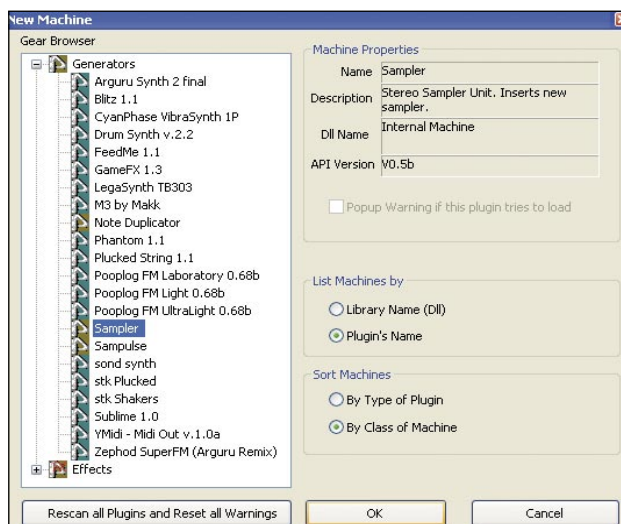 New Machine
Gear Browser
Generators
Arguru Synth 2 final
Blitz 1.1
CyanPhase VibraSynth 1P
Drum Synth v.2.2
FeedMe 1.1
GameFX 1.3
LegaSynth TB303
M3 by Makk
Note Duplicator
Phantom 1.1
Plucked String 1.1
Pooplog FM Laboratory 0.68b
Pooplog FM Light 0.68b
Pooplog FM UltraLight 0.68b
Sampler
Sampulse
sond synth
stk Plucked
stk Shakers
Sublime 1.0
YMidi - Midi Out v.1.0a
Zephod SuperFM (Arguru Remix)
Effects
Machine Properties
Name Sampler
Description Stereo Sampler Unit. Inserts new
sampler.
Dll Name Internal Machine
API Version V0.5b
Popup Warning if this plugin tries to load
List Machines by
Library Name (Dll)
Plugin's Name
Sort Machines
By Type of Plugin
By Class of Machine
Rescan all Plugins and Reset all Warnings
OK
Cancel